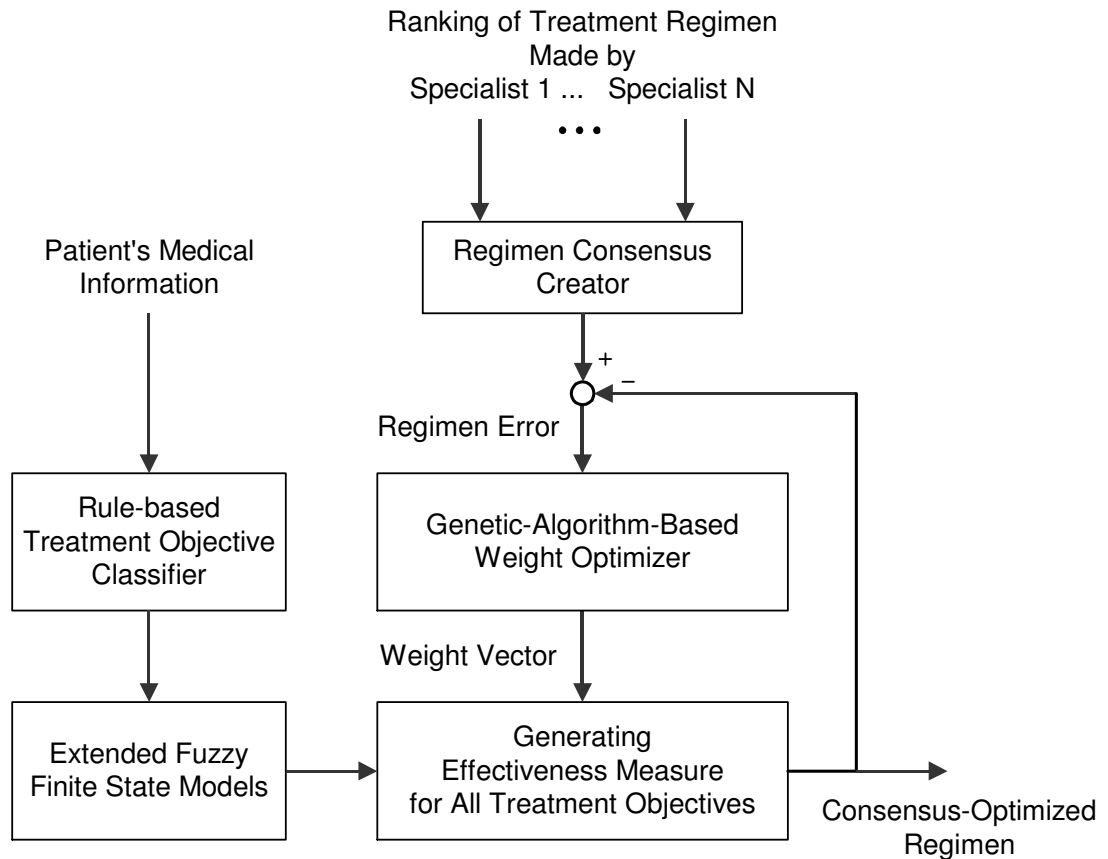 Ranking of Treatment Regimen
Made by
Specialist 1 ... Specialist N
...
Regimen Consensus
Creator
Patient's Medical
Information
+
−
Regimen Error
Rule-based
Treatment Objective
Classifier
Genetic-Algorithm-Based
Weight Optimizer
Weight Vector
Extended Fuzzy
Finite State Models
Generating
Effectiveness Measure
for All Treatment Objectives
Consensus-Optimized
Regimen